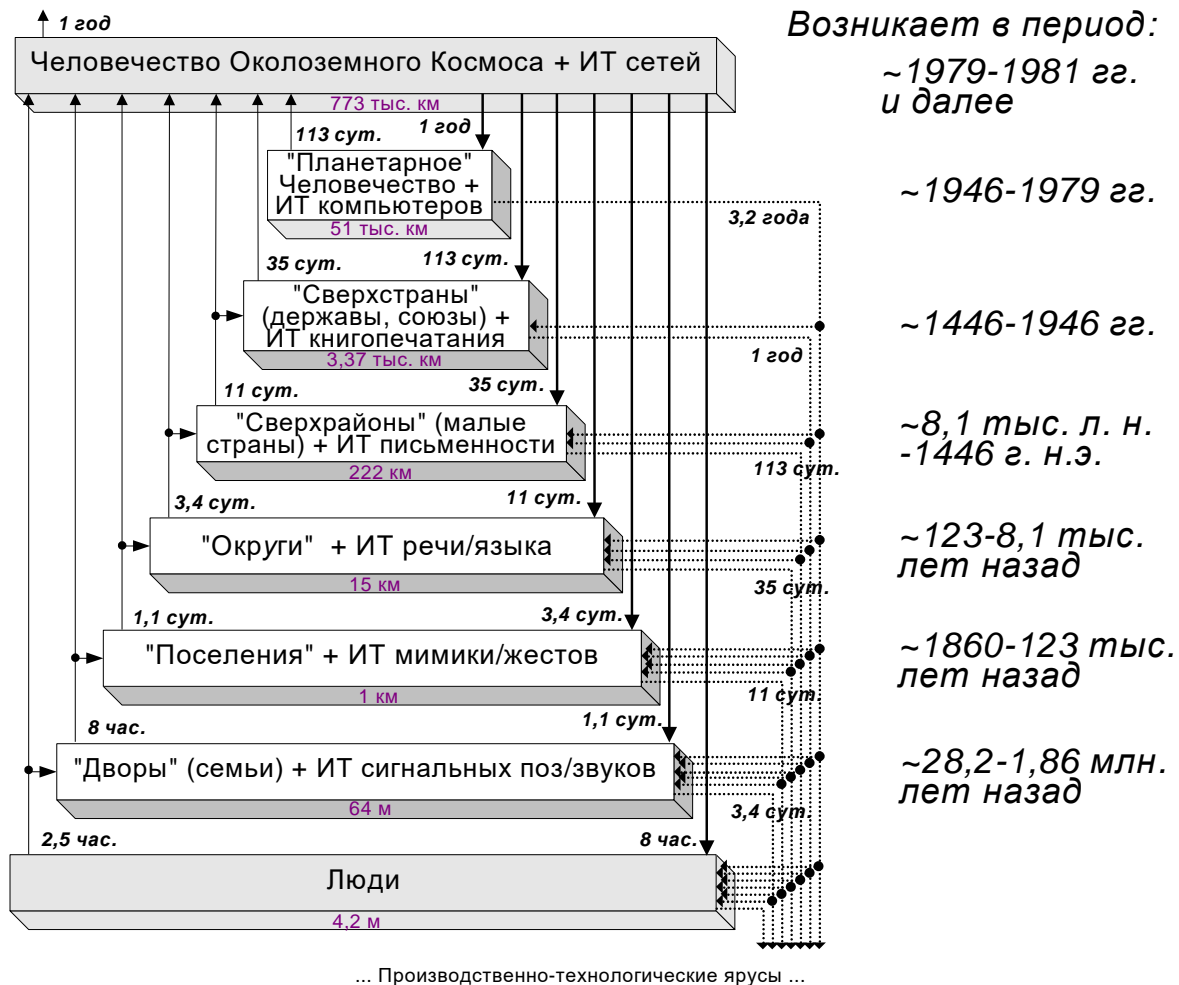 1 год
Возникает в период:
Человечество Околоземного Космоса + ИТ сетей
773 тыс. км
~1979-1981 гг.
и далее
113 сут.
1 год
"Планетарное"
Человечество +
ИТ компьютеров
51 тыс. км
~1946-1979 гг.
3,2 года
35 сут.
113 сут.
"Сверхстраны"
(державы, союзы) +
ИТ книгопечатания
3,37 тыс. км
~1446-1946 гг.
1 год
11 сут.
35 сут.
"Сверхрайоны" (малые
страны) + ИТ письменности
222 км
~8,1 тыс. л. н.
-1446 г. н.э.
113 сут.
3,4 сут.
11 сут.
"Округи" + ИТ речи/языка
15 км
~123-8,1 тыс.
лет назад
35 сут.
1,1 сут.
3,4 сут.
"Поселения" + ИТ мимики/жестов
1 км
~1860-123 тыс.
лет назад
11 сут.
8 час.
1,1 сут.
"Дворы" (семьи) + ИТ сигнальных поз/звуков
64 м
~28,2-1,86 млн.
лет назад
3,4 сут.
2,5 час.
8 час.
Люди
4,2 м
... Производственно-технологические ярусы ...